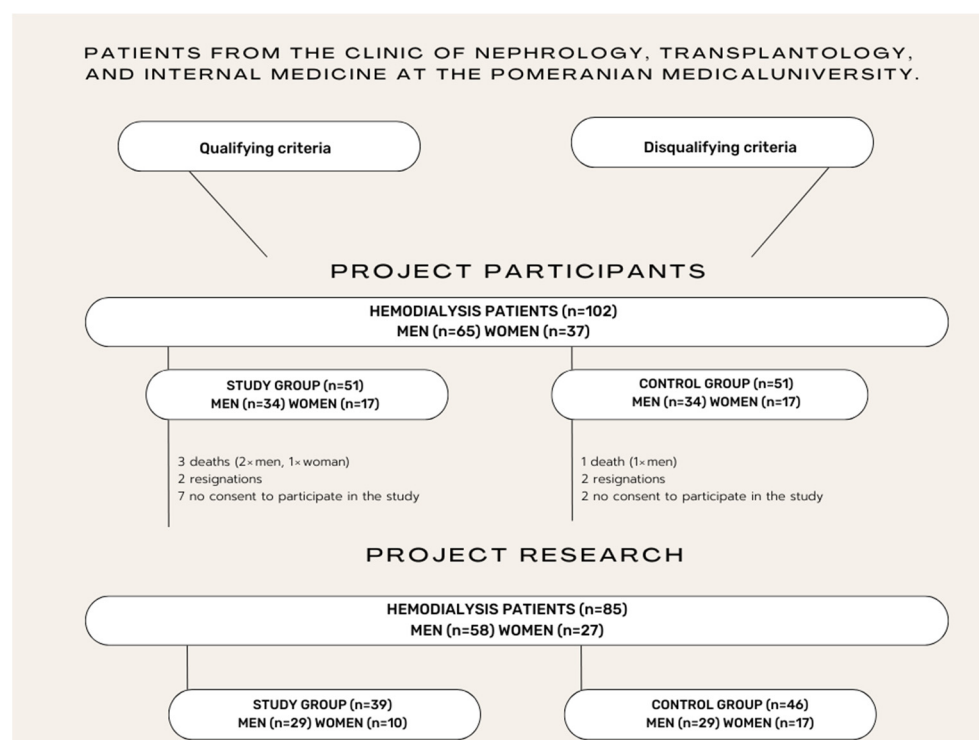 PATIENTS FROM THE CLINIC OF NEPHROLOGY, TRANSPLANTOLOGY,
AND INTERNAL MEDICINE AT THE POMERANIAN MEDICALUNIVERSITY.
Qualifying criteria
Disqualifying criteria
PROJECT PARTICIPANTS
HEMODIALYSIS PATIENTS (n=102)
MEN (n=65) WOMEN (n=37)
STUDY GROUP (n=51)
MEN (n=34) WOMEN (n=17)
CONTROL GROUP (n=51)
MEN (n=34) WOMEN (n=17)
3 deaths (2×men, 1×woman)
2 resignations
7 no consent to participate in the study
1 death (1×men)
2 resignations
2 no consent to participate in the study
PROJECT RESEARCH
HEMODIALYSIS PATIENTS (n=85)
MEN (n=58) WOMEN (n=27)
STUDY GROUP (n=39)
MEN (n=29) WOMEN (n=10)
CONTROL GROUP (n=46)
MEN (n=29) WOMEN (n=17)